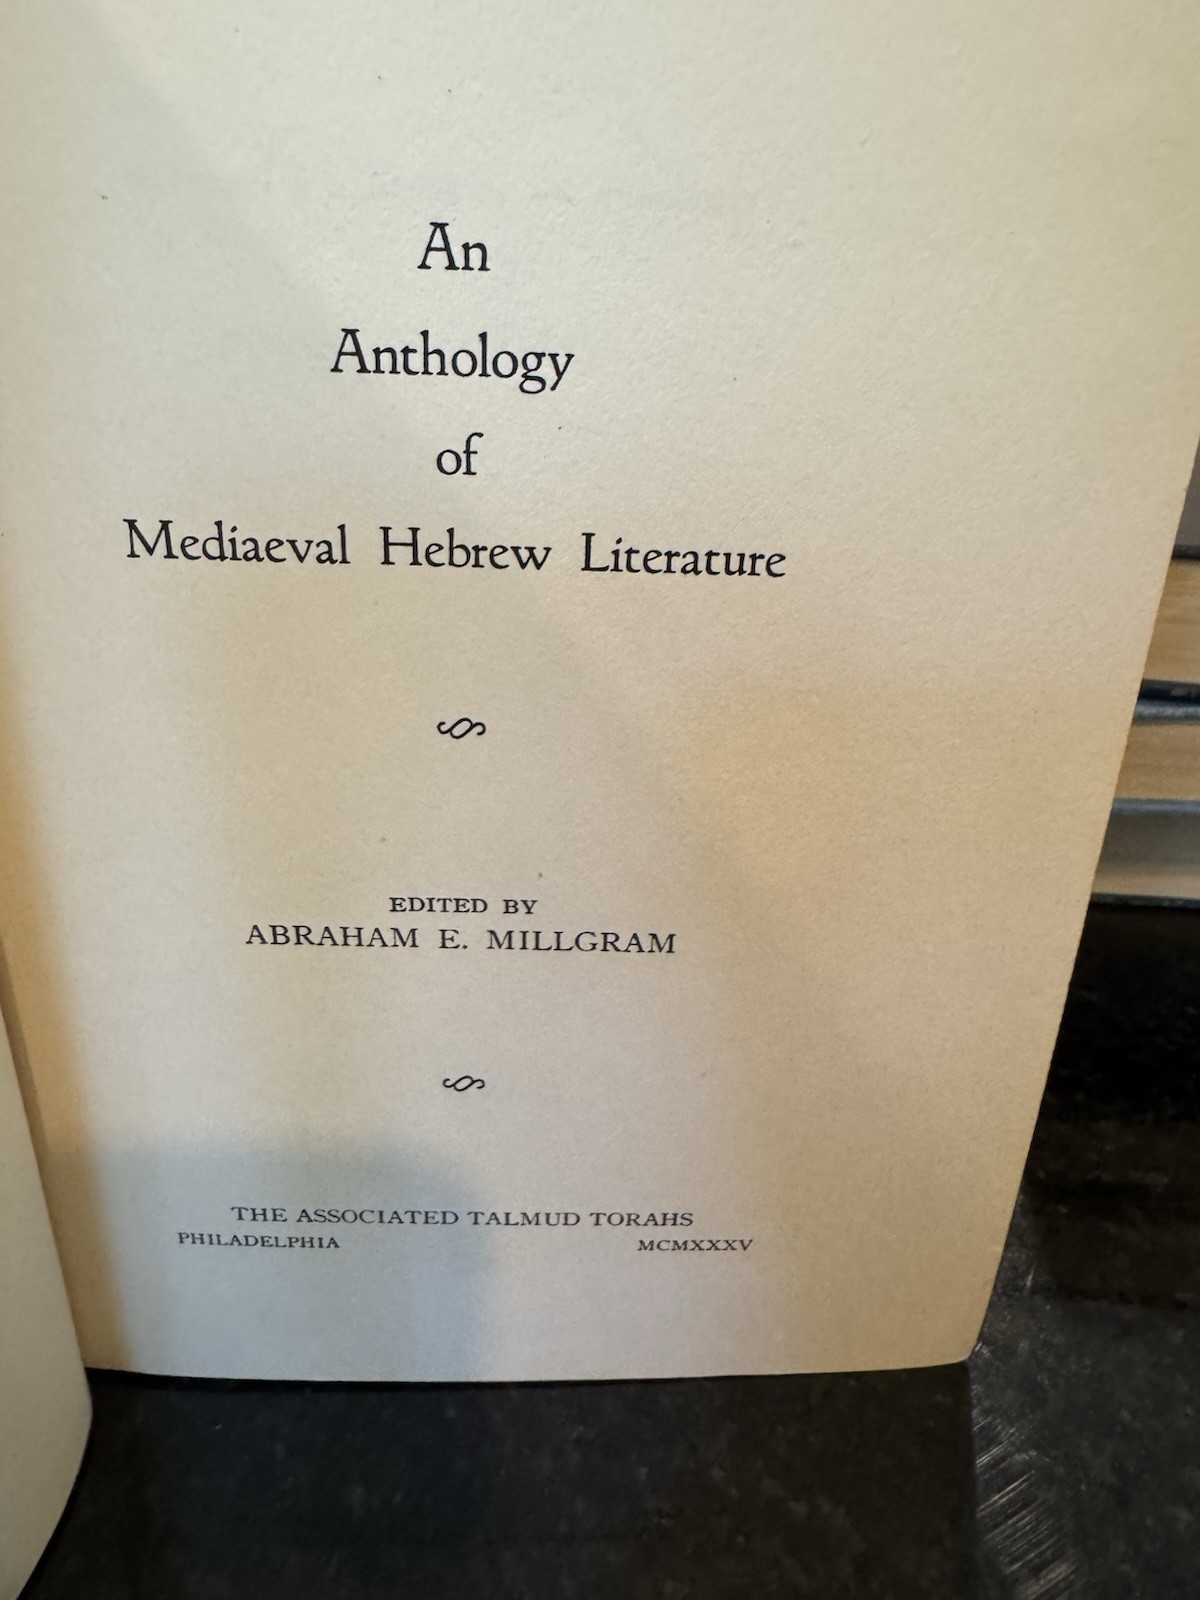 An
Anthology
of
Mediaeval Hebrew Literature
EDITED BY
ABRAHAM E. MILLGRAM
THE ASSOCIATED TALMUD TORAHS
PHILADELPHIA MCMXXXV